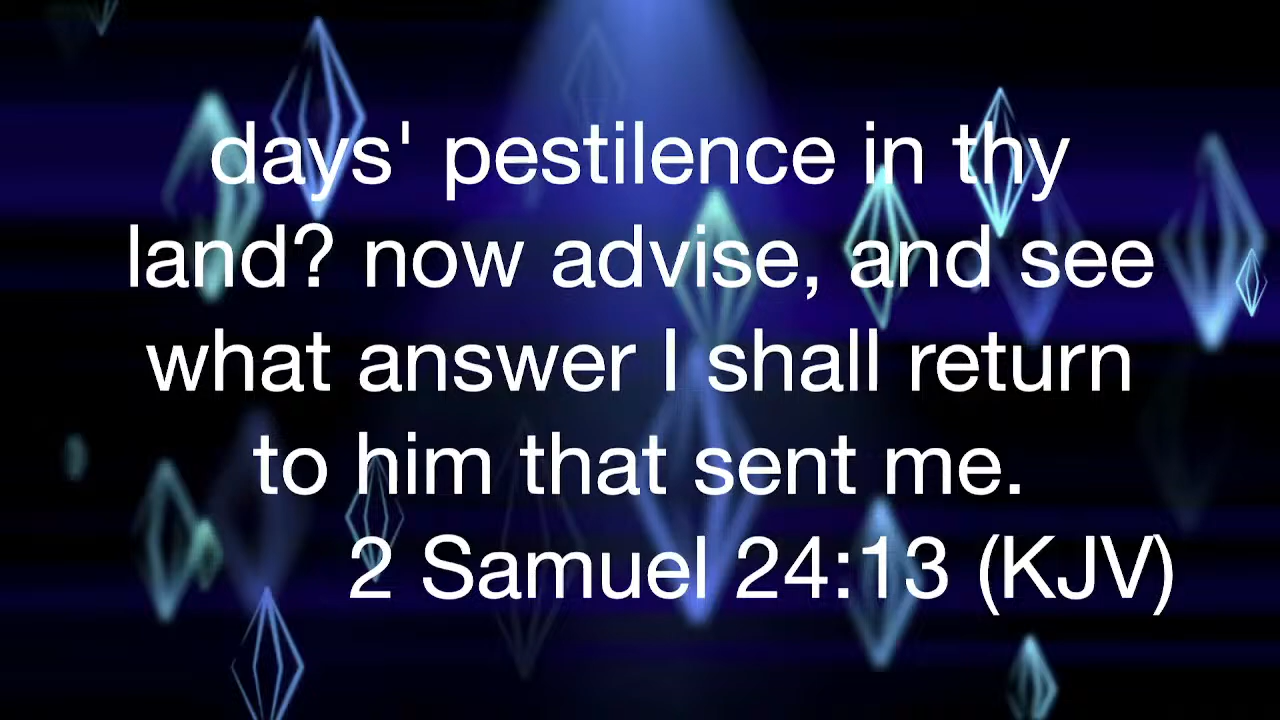 days' pestilence in thy
land? now advise, and see
what answer I shall return
to him that sent me.
2 Samuel 24:13 (KJV)